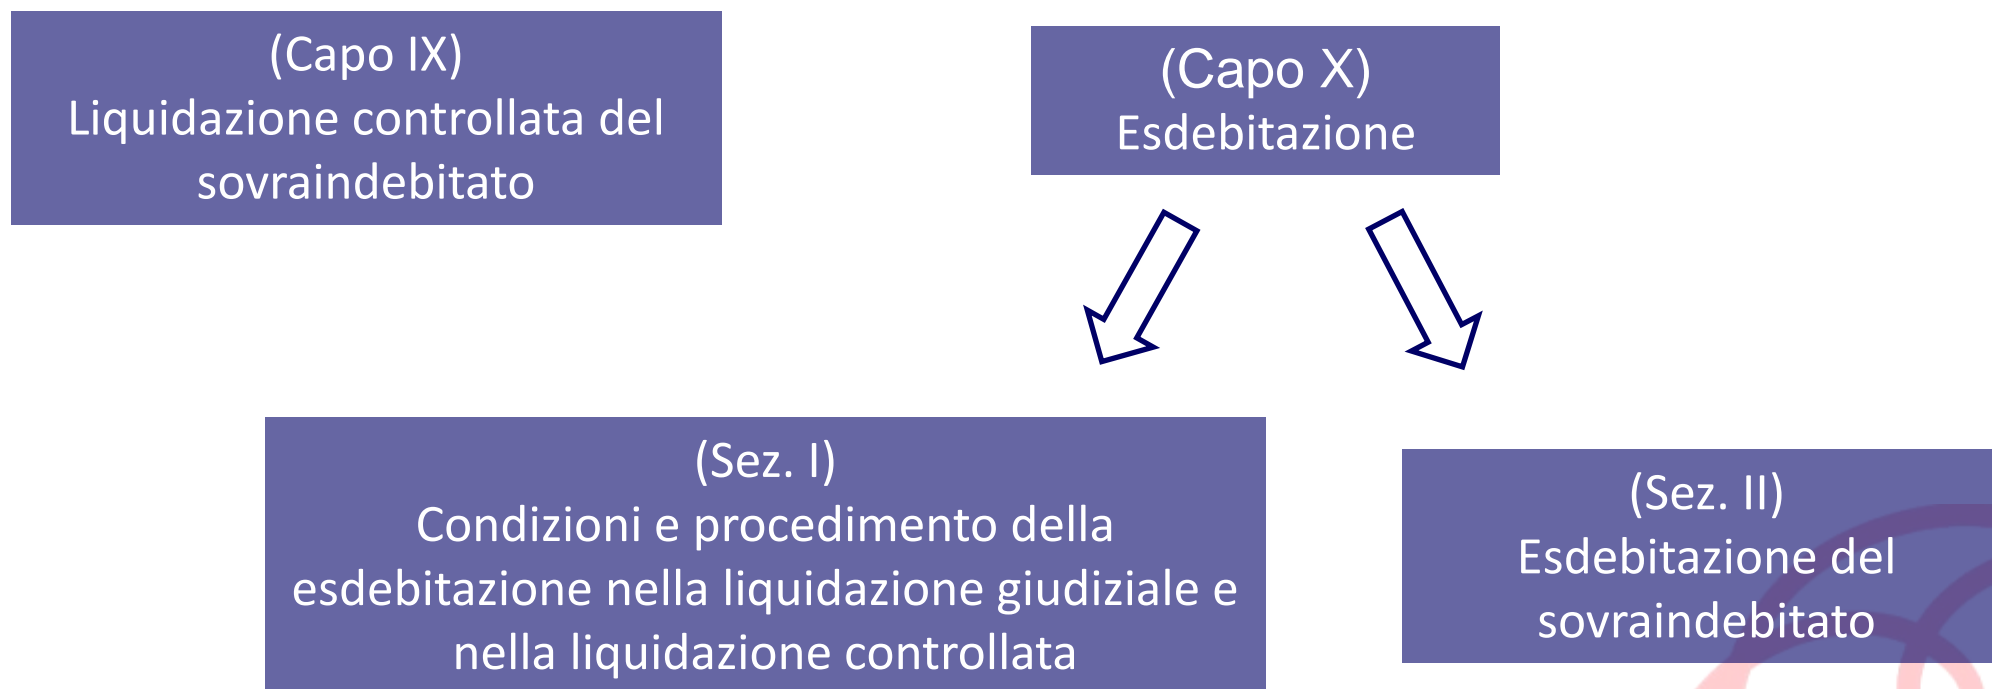 (Capo IX)
Liquidazione controllata del
sovraindebitato
(Capo X)
Esdebitazione
(Sez. I)
Condizioni e procedimento della
esdebitazione nella liquidazione giudiziale e
nella liquidazione controllata
(Sez. II)
Esdebitazione del
sovraindebitato